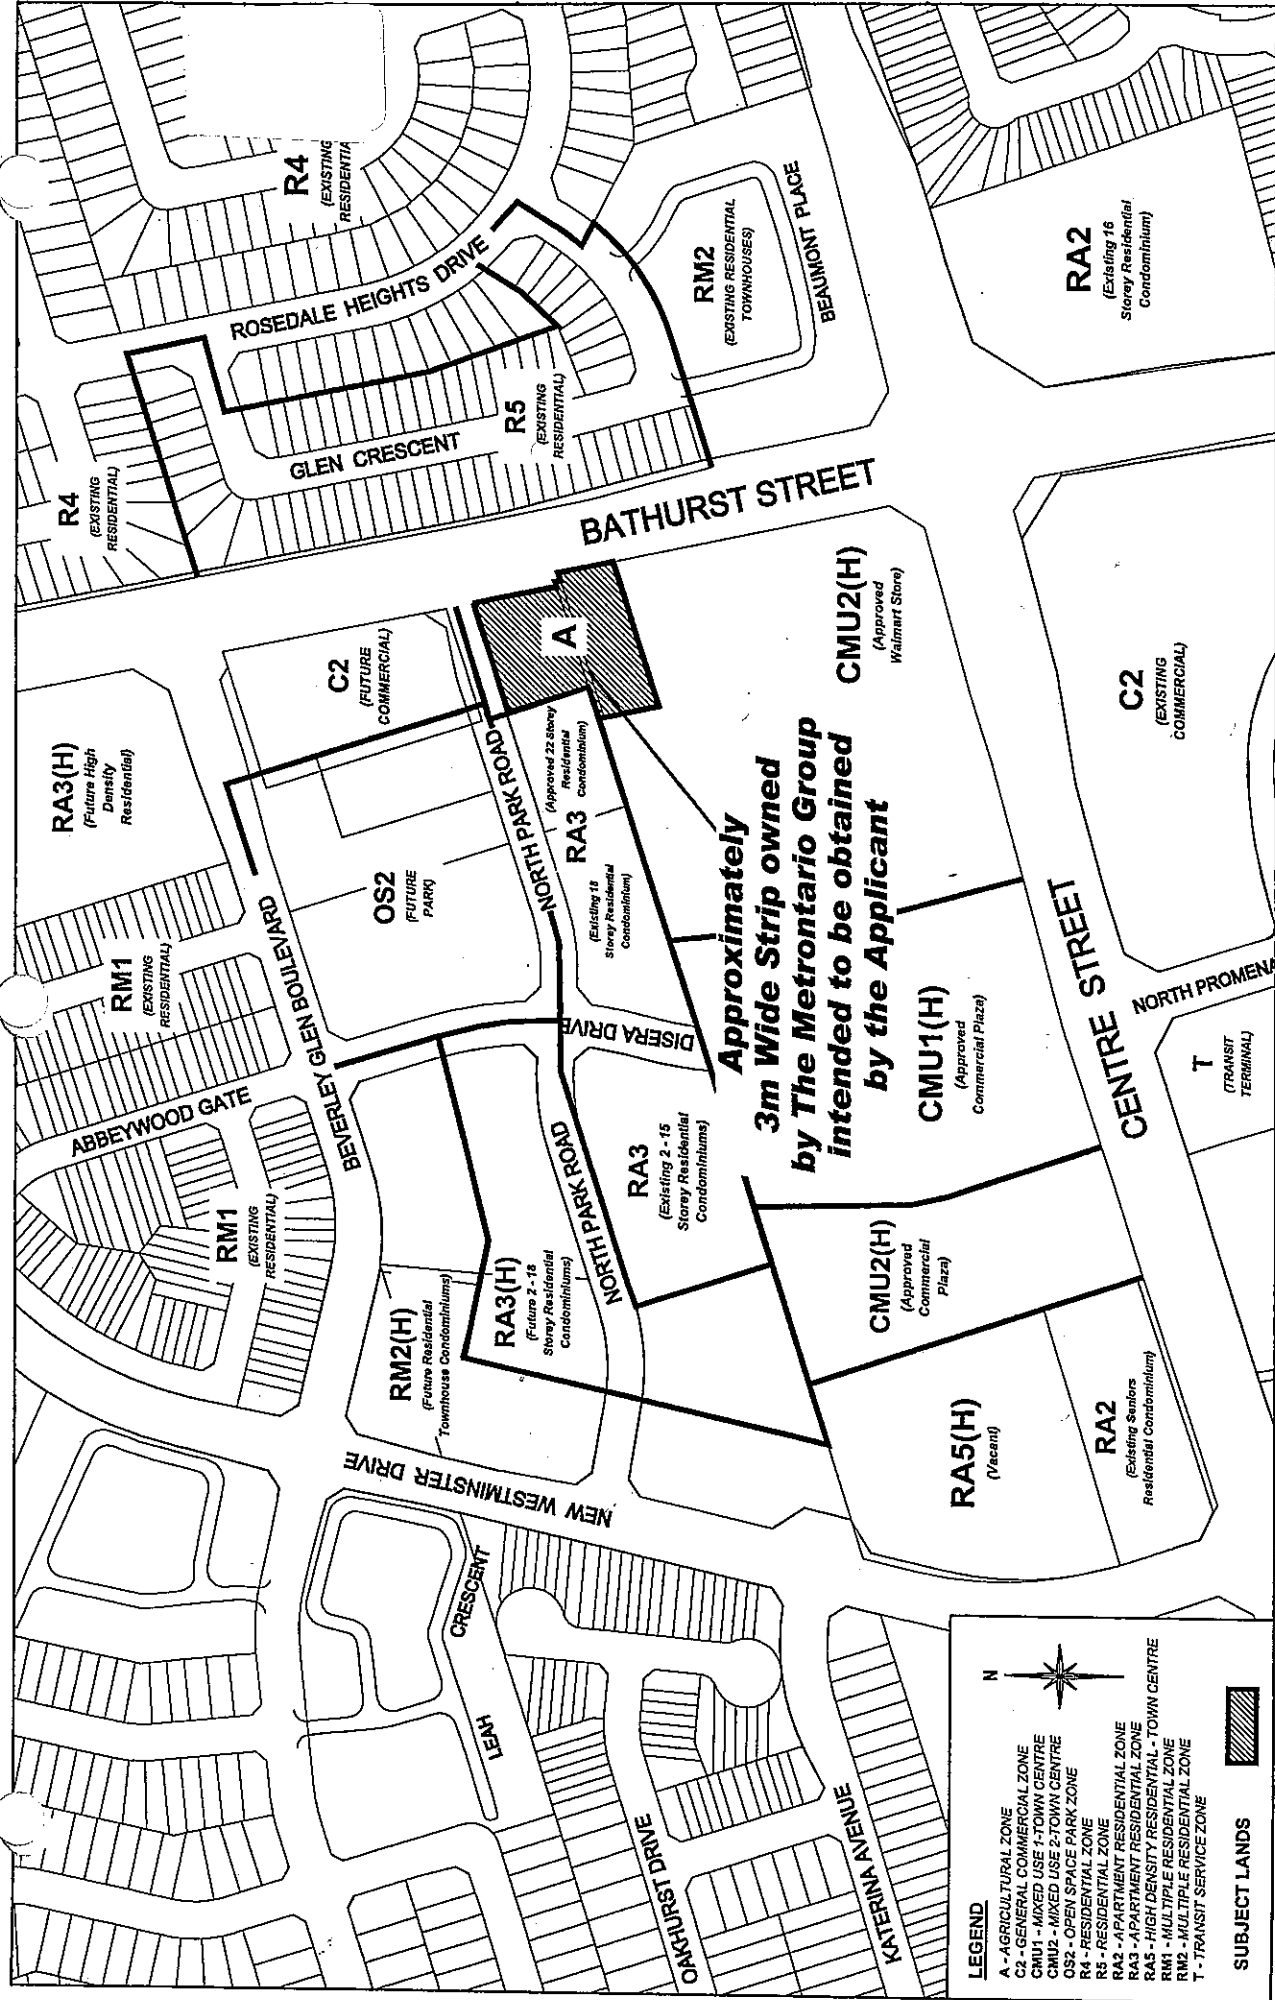 R4
(EXISTING
RESIDENTIAL)
R4
(EXISTING
RESIDENTIA
ROSEDALE HEIGHTS DRIVE
GLEN CRESCENT
R5
(EXISTING
RESIDENTIAL)
RM2
(EXISTING RESIDENTIAL
TOWNHOUSES)
BEAUMONT PLACE
RA2
(Existing 16
Storey Residential
Condominium)
BATHURST STREET
RA3(H)
(Future High
Density
Residential)
C2
(FUTURE
COMMERCIAL)
A
CMU2(H)
(Approved
Walmart Store)
C2
(EXISTING
COMMERCIAL)
RM1
(EXISTING
RESIDENTIAL)
BEVERLEY GLEN BOULEVARD
OS2
(FUTURE
PARK)
NORTH PARK ROAD
(Approved 22 Storey
Residential
Condominium)
RA3
(Existing 18
Storey Residential
Condominium)
Approximately
3m Wide Strip owned
by The Metrontario Group
intended to be obtained
by the Applicant
DISERA DRIVE
CMU1(H)
(Approved
Commercial Plaza)
CENTRE STREET
NORTH PROMENA
T
(TRANSIT
TERMINAL)
ABBEYWOOD GATE
RM1
(EXISTING
RESIDENTIAL)
RM2(H)
(Future Residential
Townhouse Condominiums)
RA3(H)
(Future 2 - 18
Storey Residential
Condominiums)
NORTH PARK ROAD
RA3
(Existing 2 - 15
Storey Residential
Condominiums)
CMU2(H)
(Approved
Commercial
Plaza)
RA5(H)
(Vacant)
RA2
(Existing Seniors
Residential Condominium)
NEW WESTMINSTER DRIVE
LEAH
CRESCENT
OAKHURST DRIVE
KATERINA AVENUE
LEGEND
A - AGRICULTURAL ZONE
C2 - GENERAL COMMERCIAL ZONE
CMU1 - MIXED USE 1-TOWN CENTRE
CMU2 - MIXED USE 2-TOWN CENTRE
OS2 - OPEN SPACE PARK ZONE
R4 - RESIDENTIAL ZONE
R5 - RESIDENTIAL ZONE
RA2 - APARTMENT RESIDENTIAL ZONE
RA3 - APARTMENT RESIDENTIAL ZONE
RA5 - HIGH DENSITY RESIDENTIAL - TOWN CENTRE
RM1 - MULTIPLE RESIDENTIAL ZONE
RM2 - MULTIPLE RESIDENTIAL ZONE
T - TRANSIT SERVICE ZONE
N
SUBJECT LANDS